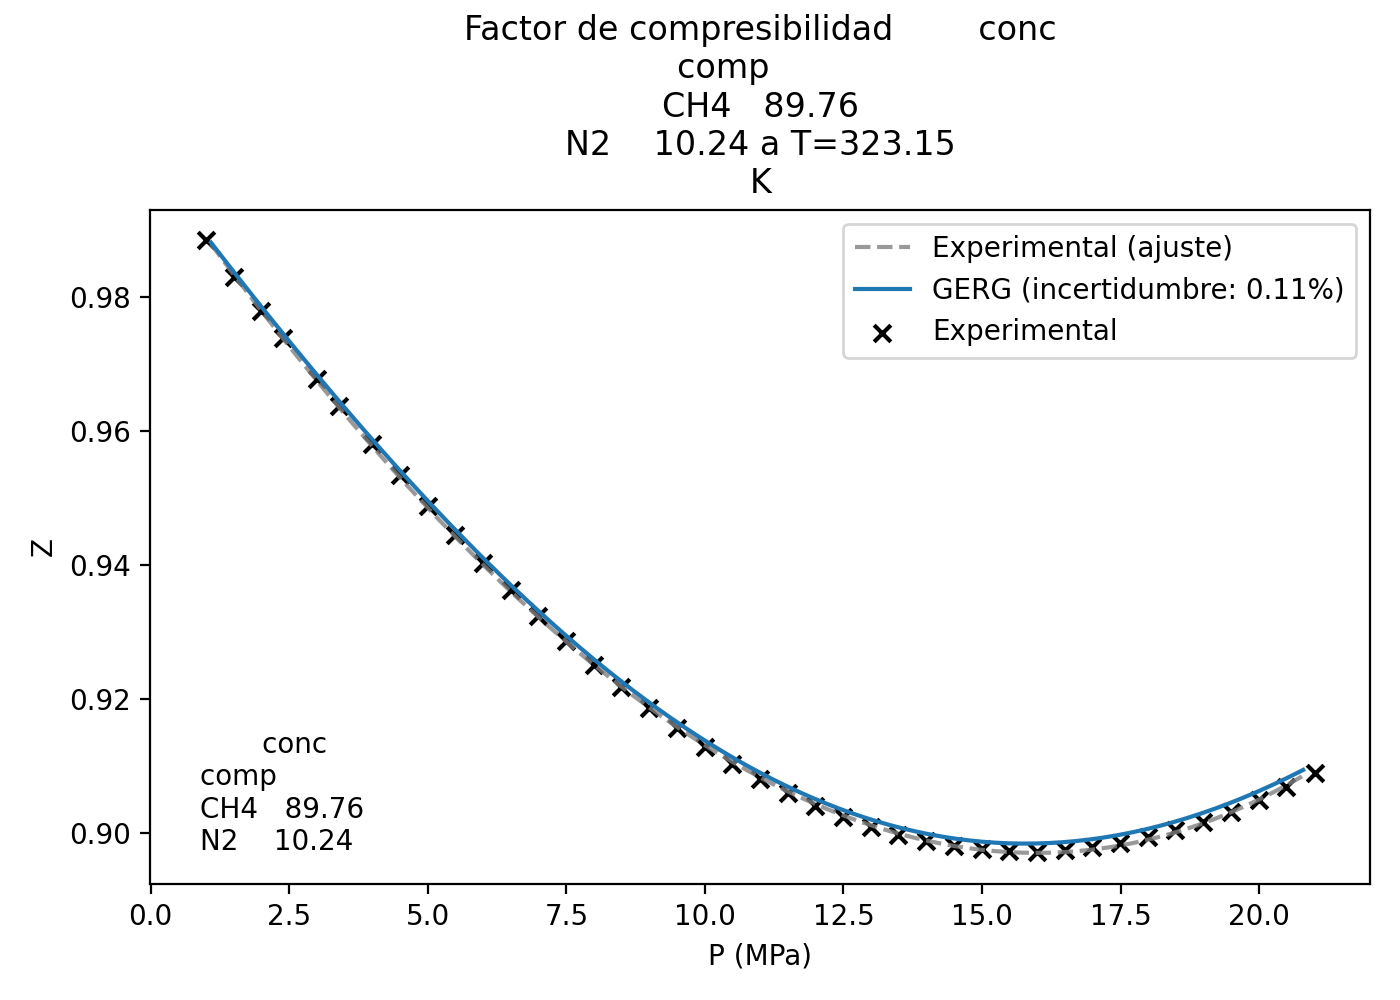 Factor de compresibilidad conc
comp
CH4 89.76
N2 10.24 a T=323.15
K
Experimental (ajuste)
GERG (incertidumbre: 0.11%)
Experimental
Z
0.98
0.96
0.94
0.92
0.90
conc
comp
CH4 89.76
N2 10.24
0.0 2.5 5.0 7.5 10.0 12.5 15.0 17.5 20.0
P (MPa)